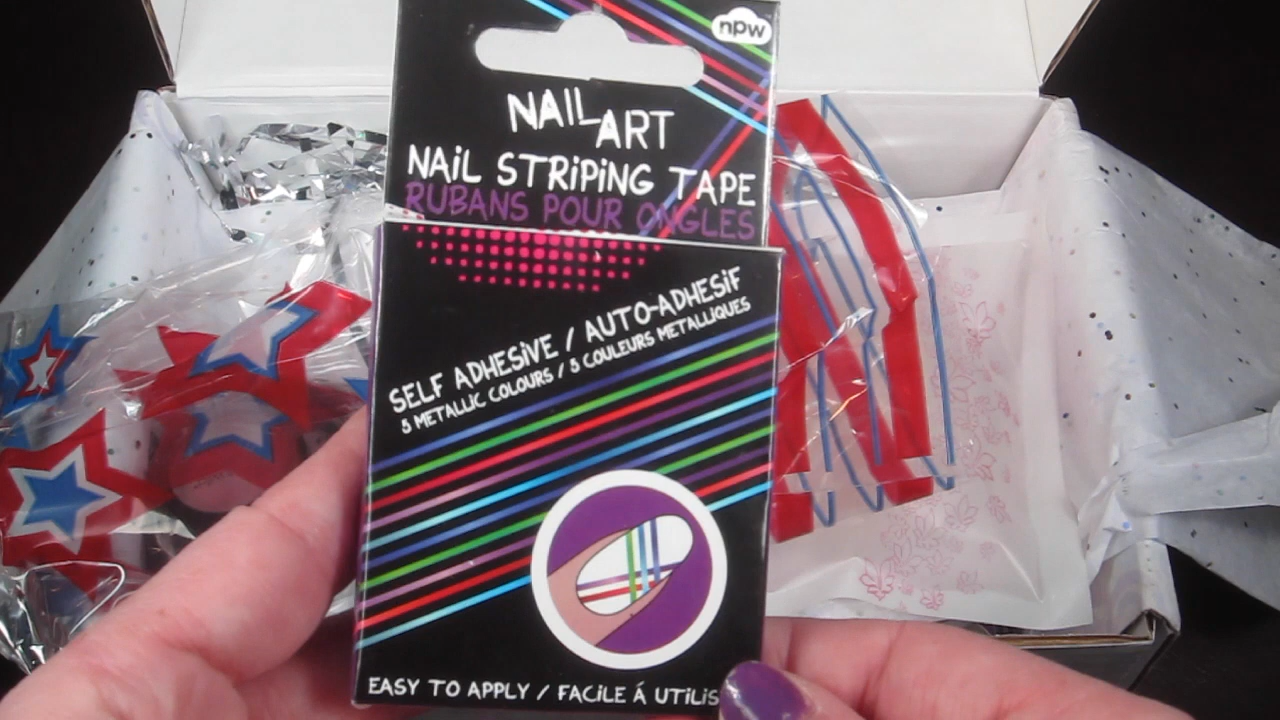 npw
NAIL ART
NAIL STRIPING TAPE
RUBANS POUR ONGLES
SELF ADHESIVE / AUTO-ADHESIF
5 METALLIC COLOURS / 5 COULEURS METALLIQUES
EASY TO APPLY / FACILE Á UTILIS